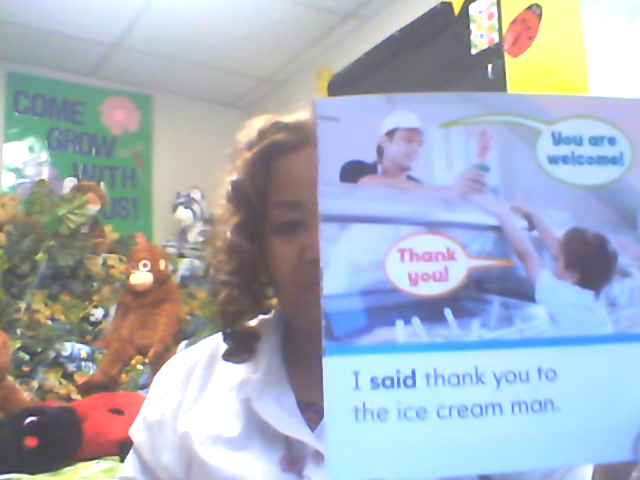 COME
GROW
WITH
US!
You are
welcome!
Thank
you!
I said thank you to
the ice cream man.